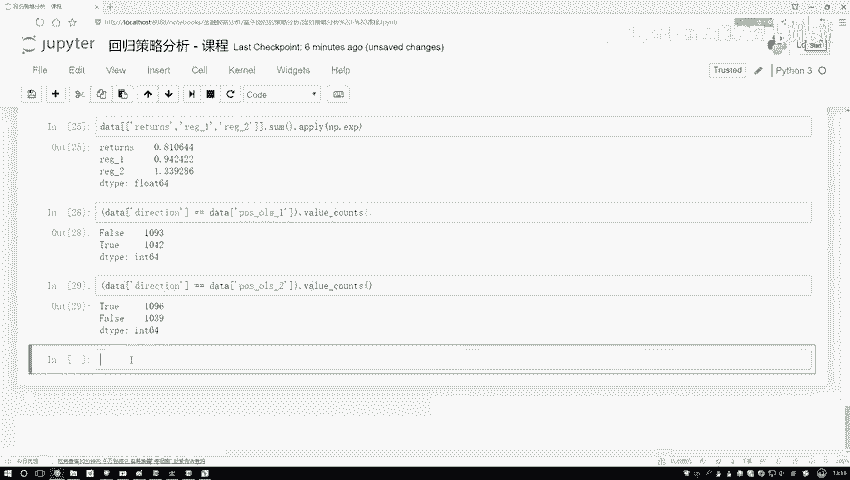 回归策略分析 - 课程
jupyter 回归策略分析 - 课程 Last Checkpoint: 6 minutes ago (unsaved changes)
File Edit View Insert Cell Kernel Widgets Help
Trusted Python 3
Code
In [25]: data[['returns','reg_1','reg_2']].sum().apply(np.exp)
Out[25]: returns 0.810644
reg_1 0.942422
reg_2 1.339286
dtype: float64
In [28]: (data['direction'] == data['pos_ols_1']).value_counts(
Out[28]: False 1093
True 1042
dtype: int64
In [29]: (data['direction'] == data['pos_ols_2']).value_counts()
Out[29]: True 1096
False 1039
dtype: int64
In [ ]: